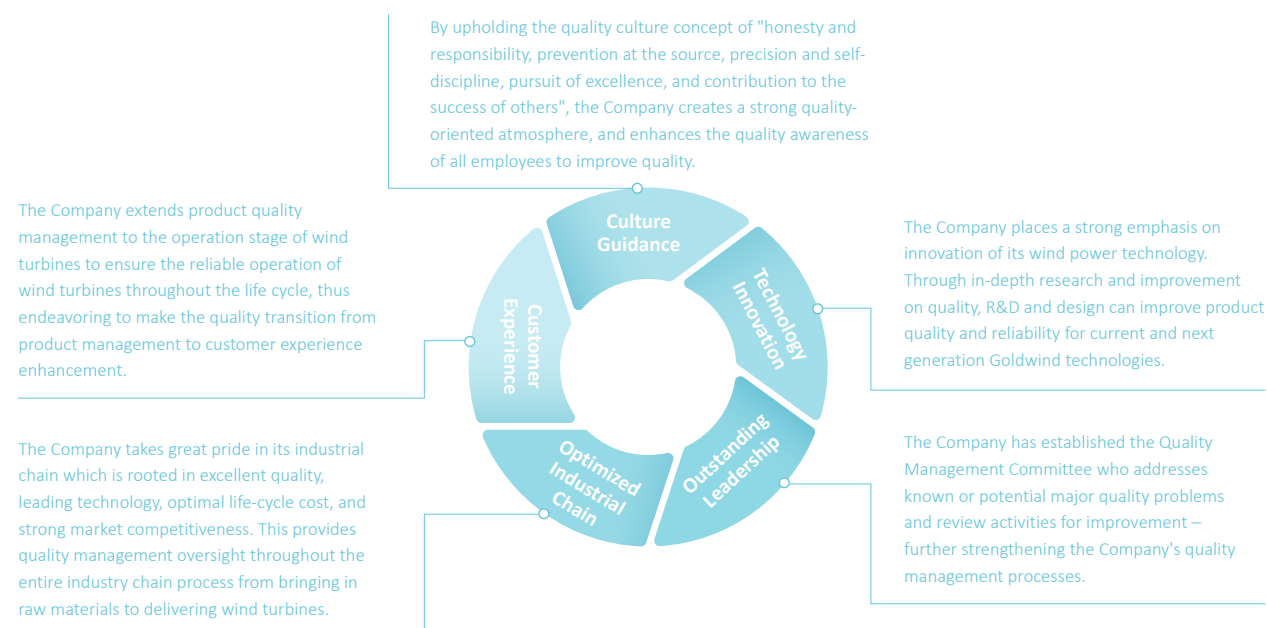 By upholding the quality culture concept of "honesty and
responsibility, prevention at the source, precision and self-
discipline, pursuit of excellence, and contribution to the
success of others", the Company creates a strong quality-
oriented atmosphere, and enhances the quality awareness
of all employees to improve quality.
Culture
Guidance
The Company places a strong emphasis on
innovation of its wind power technology.
Through in-depth research and improvement
on quality, R&D and design can improve product
quality and reliability for current and next
generation Goldwind technologies.
Technology
Innovation
The Company has established the Quality
Management Committee who addresses
known or potential major quality problems
and review activities for improvement –
further strengthening the Company's quality
management processes.
Outstanding
Leadership
The Company takes great pride in its industrial
chain which is rooted in excellent quality,
leading technology, optimal life-cycle cost, and
strong market competitiveness. This provides
quality management oversight throughout the
entire industry chain process from bringing in
raw materials to delivering wind turbines.
Optimized
Industrial
Chain
The Company extends product quality
management to the operation stage of wind
turbines to ensure the reliable operation of
wind turbines throughout the life cycle, thus
endeavoring to make the quality transition from
product management to customer experience
enhancement.
Customer
Experience